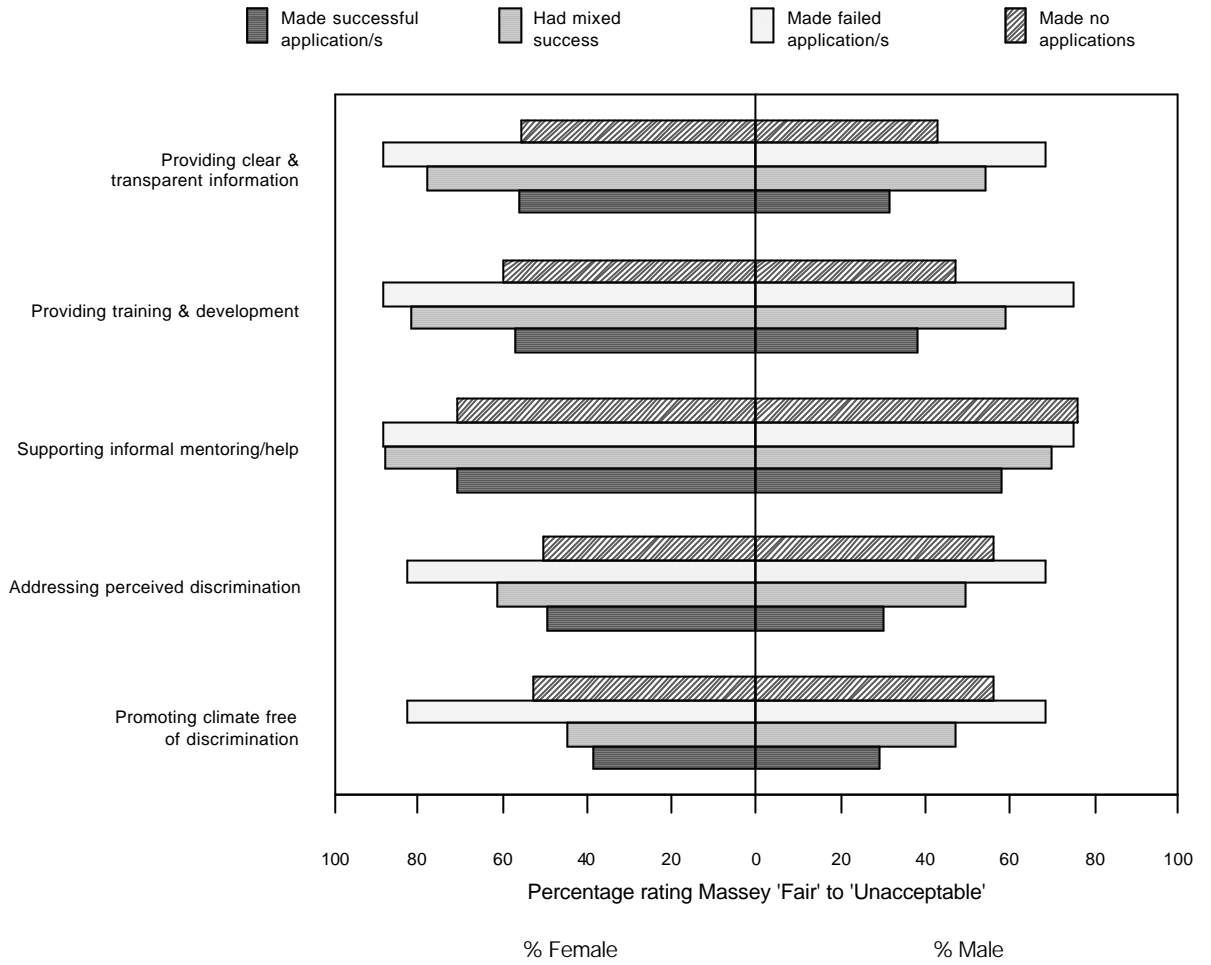 Made successful
application/s
Had mixed
success
Made failed
application/s
Made no
applications
Providing clear &
transparent information
Providing training & development
Supporting informal mentoring/help
Addressing perceived discrimination
Promoting climate free
of discrimination
100 80 60 40 20 0 20 40 60 80 100
Percentage rating Massey 'Fair' to 'Unacceptable'
% Female % Male